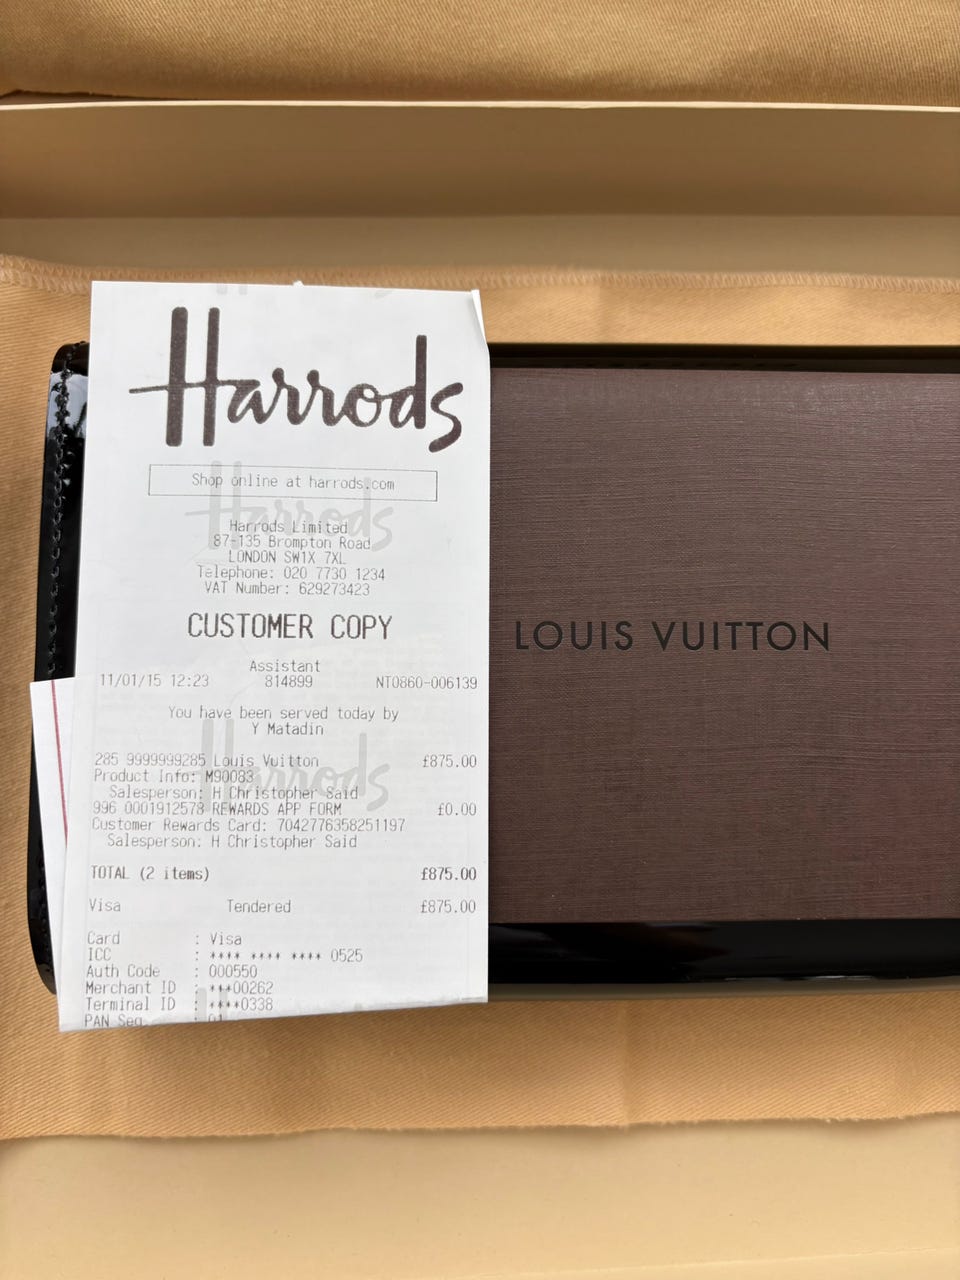 Harrods
Shop online at harrods.com
Harrods Limited
87-135 Brompton Road
LONDON SW1X 7XL
Telephone: 020 7730 1234
VAT Number: 629273423
CUSTOMER COPY
Assistant
11/01/15 12:23 814899 NT0860-006139
You have been served today by
Y Matadin
285 9999999285 Louis Vuitton £875.00
Product Info: M90083
Salesperson: H Christopher Said
996 0001912578 REWARDS APP FORM £0.00
Customer Rewards Card: 7042776358251197
Salesperson: H Christopher Said
TOTAL (2 items) £875.00
Visa Tendered £875.00
Card : Visa
ICC : **** **** **** 0525
Auth Code : 000550
Merchant ID : ***00262
Terminal ID : ****0338
PAN Seq : 01
LOUIS VUITTON